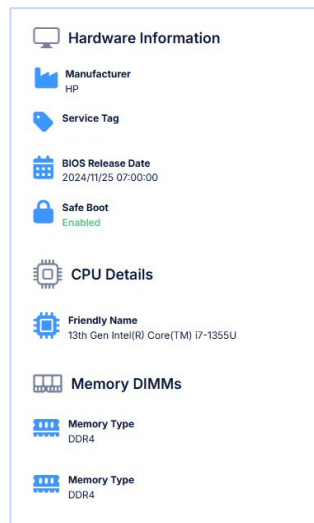 Hardware Information
Manufacturer
HP
Service Tag
BIOS Release Date
2024/11/25 07:00:00
Safe Boot
Enabled
CPU Details
Friendly Name
13th Gen Intel(R) Core(TM) i7-1355U
Memory DIMMs
Memory Type
DDR4
Memory Type
DDR4